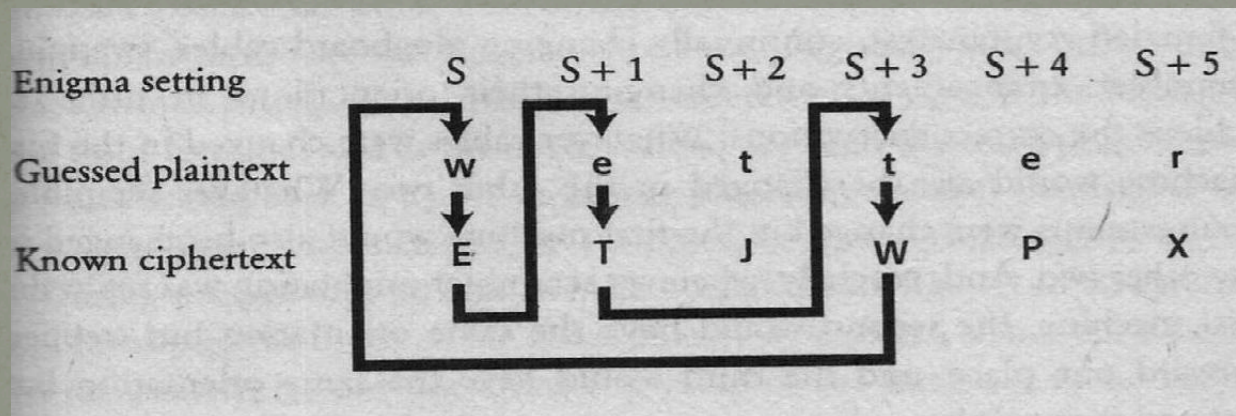 Enigma setting S S + 1 S + 2 S + 3 S + 4 S + 5
Guessed plaintext w e t t e r
Known ciphertext E T J W P X